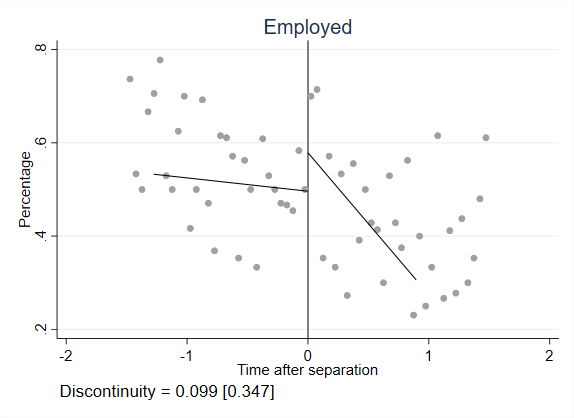 Employed
Percentage
.8
.6
.4
.2
-2
-1
0
1
2
Time after separation
Discontinuity = 0.099 [0.347]